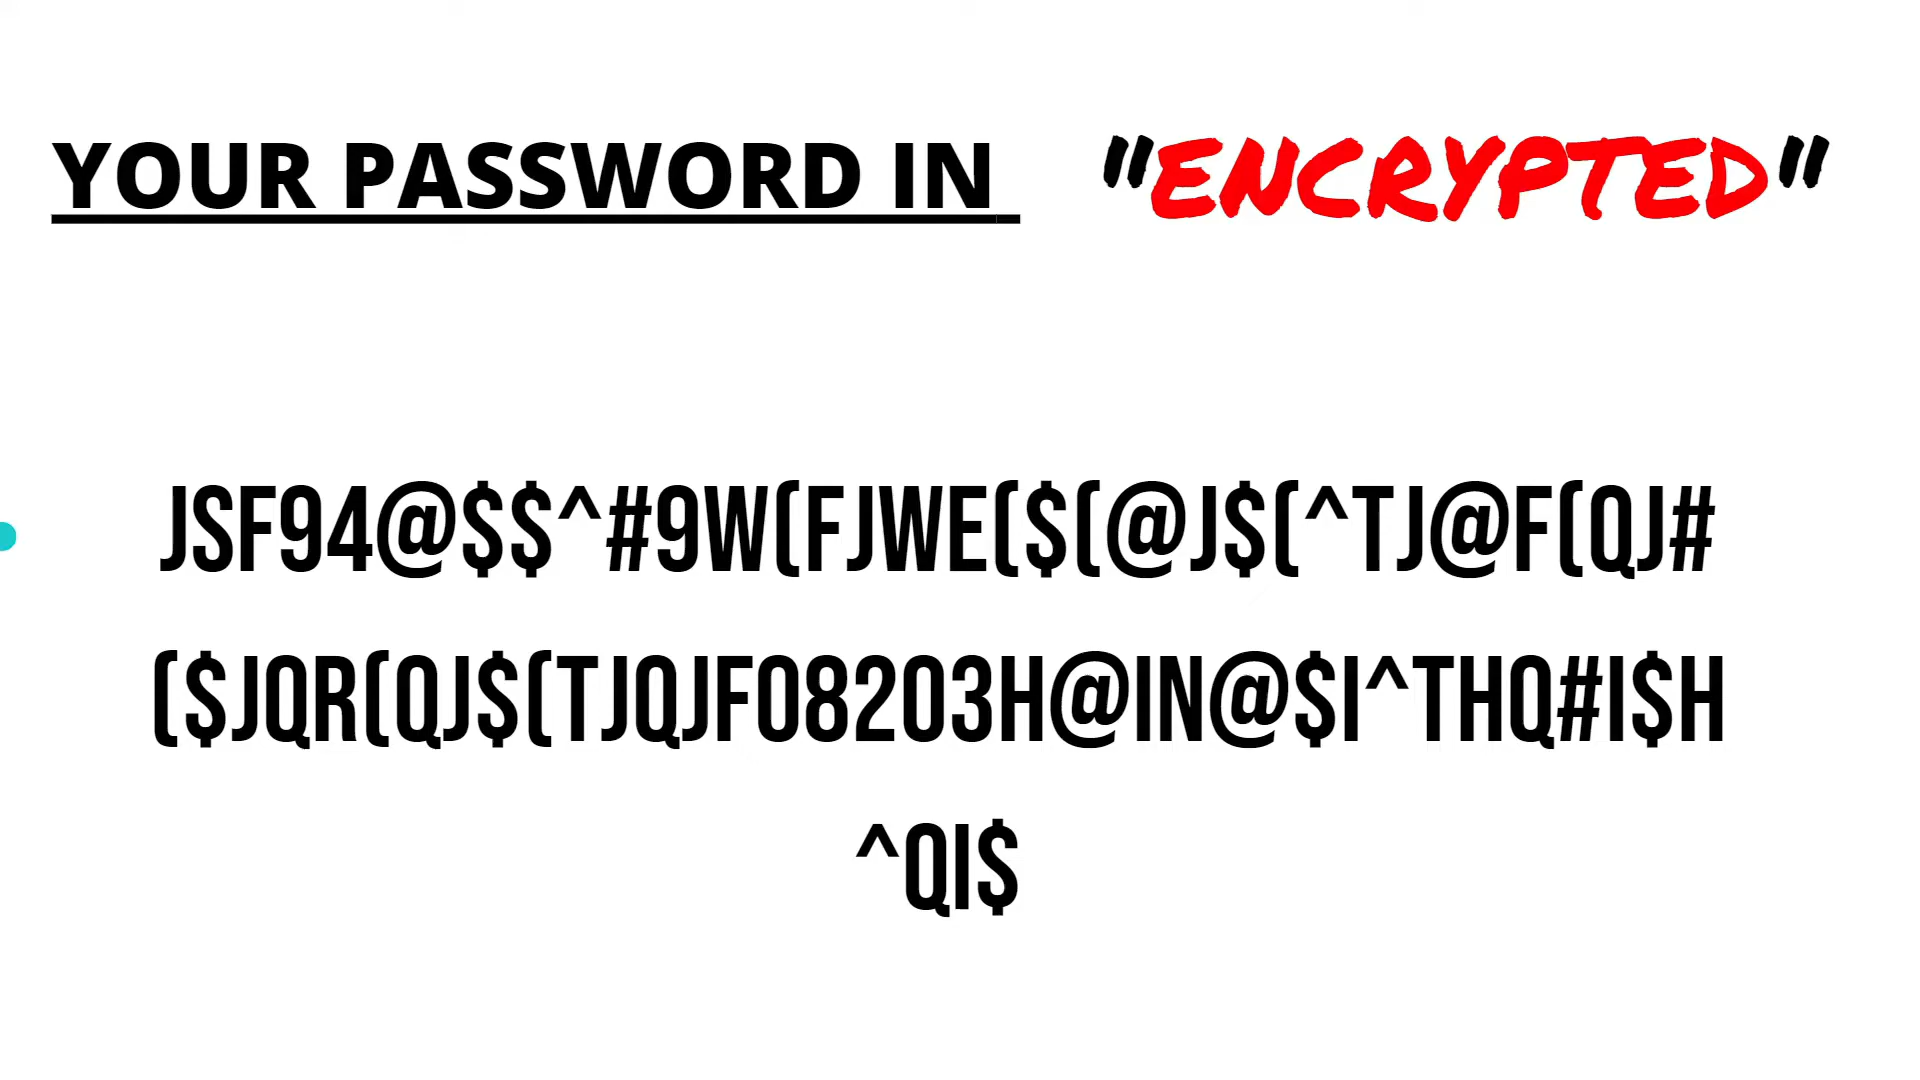 YOUR PASSWORD IN "ENCRYPTED"
JSF94@$$^#9W(FJWE($(@J$(^TJ@F(QJ#
($JQR(QJ$(TJQJF08203H@IN@$I^THQ#I$H
^QI$